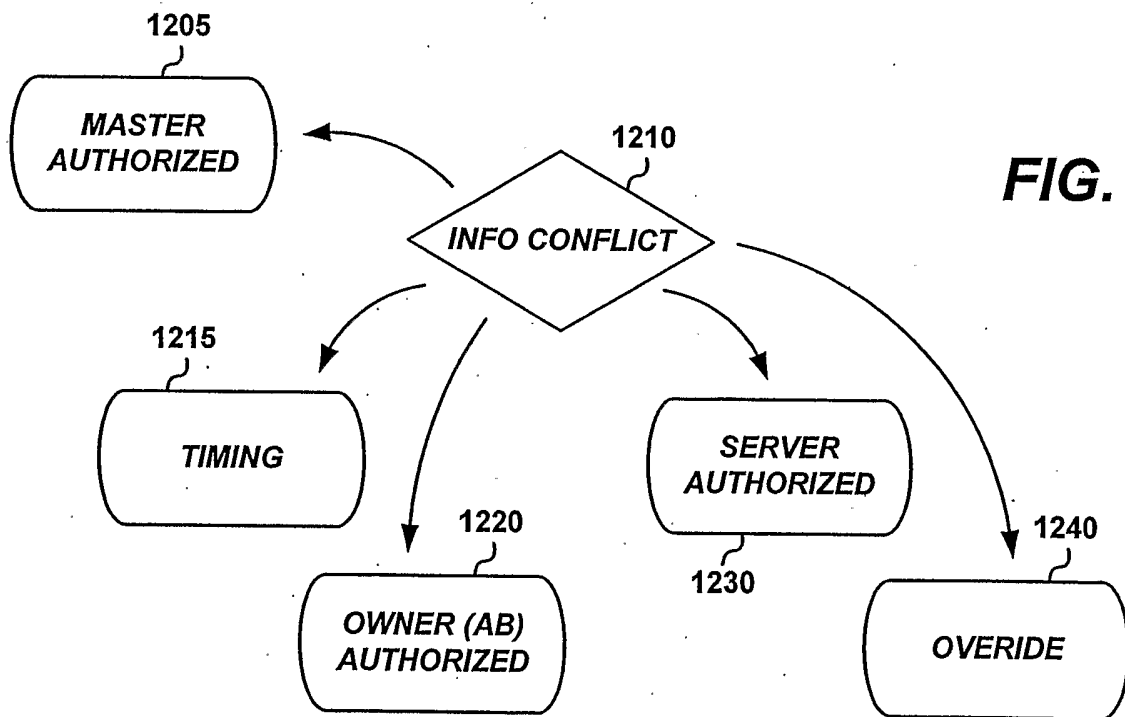 1205
MASTER
AUTHORIZED
1210
INFO CONFLICT
FIG.
1215
TIMING
SERVER
AUTHORIZED
1230
1220
OWNER (AB)
AUTHORIZED
1240
OVERIDE